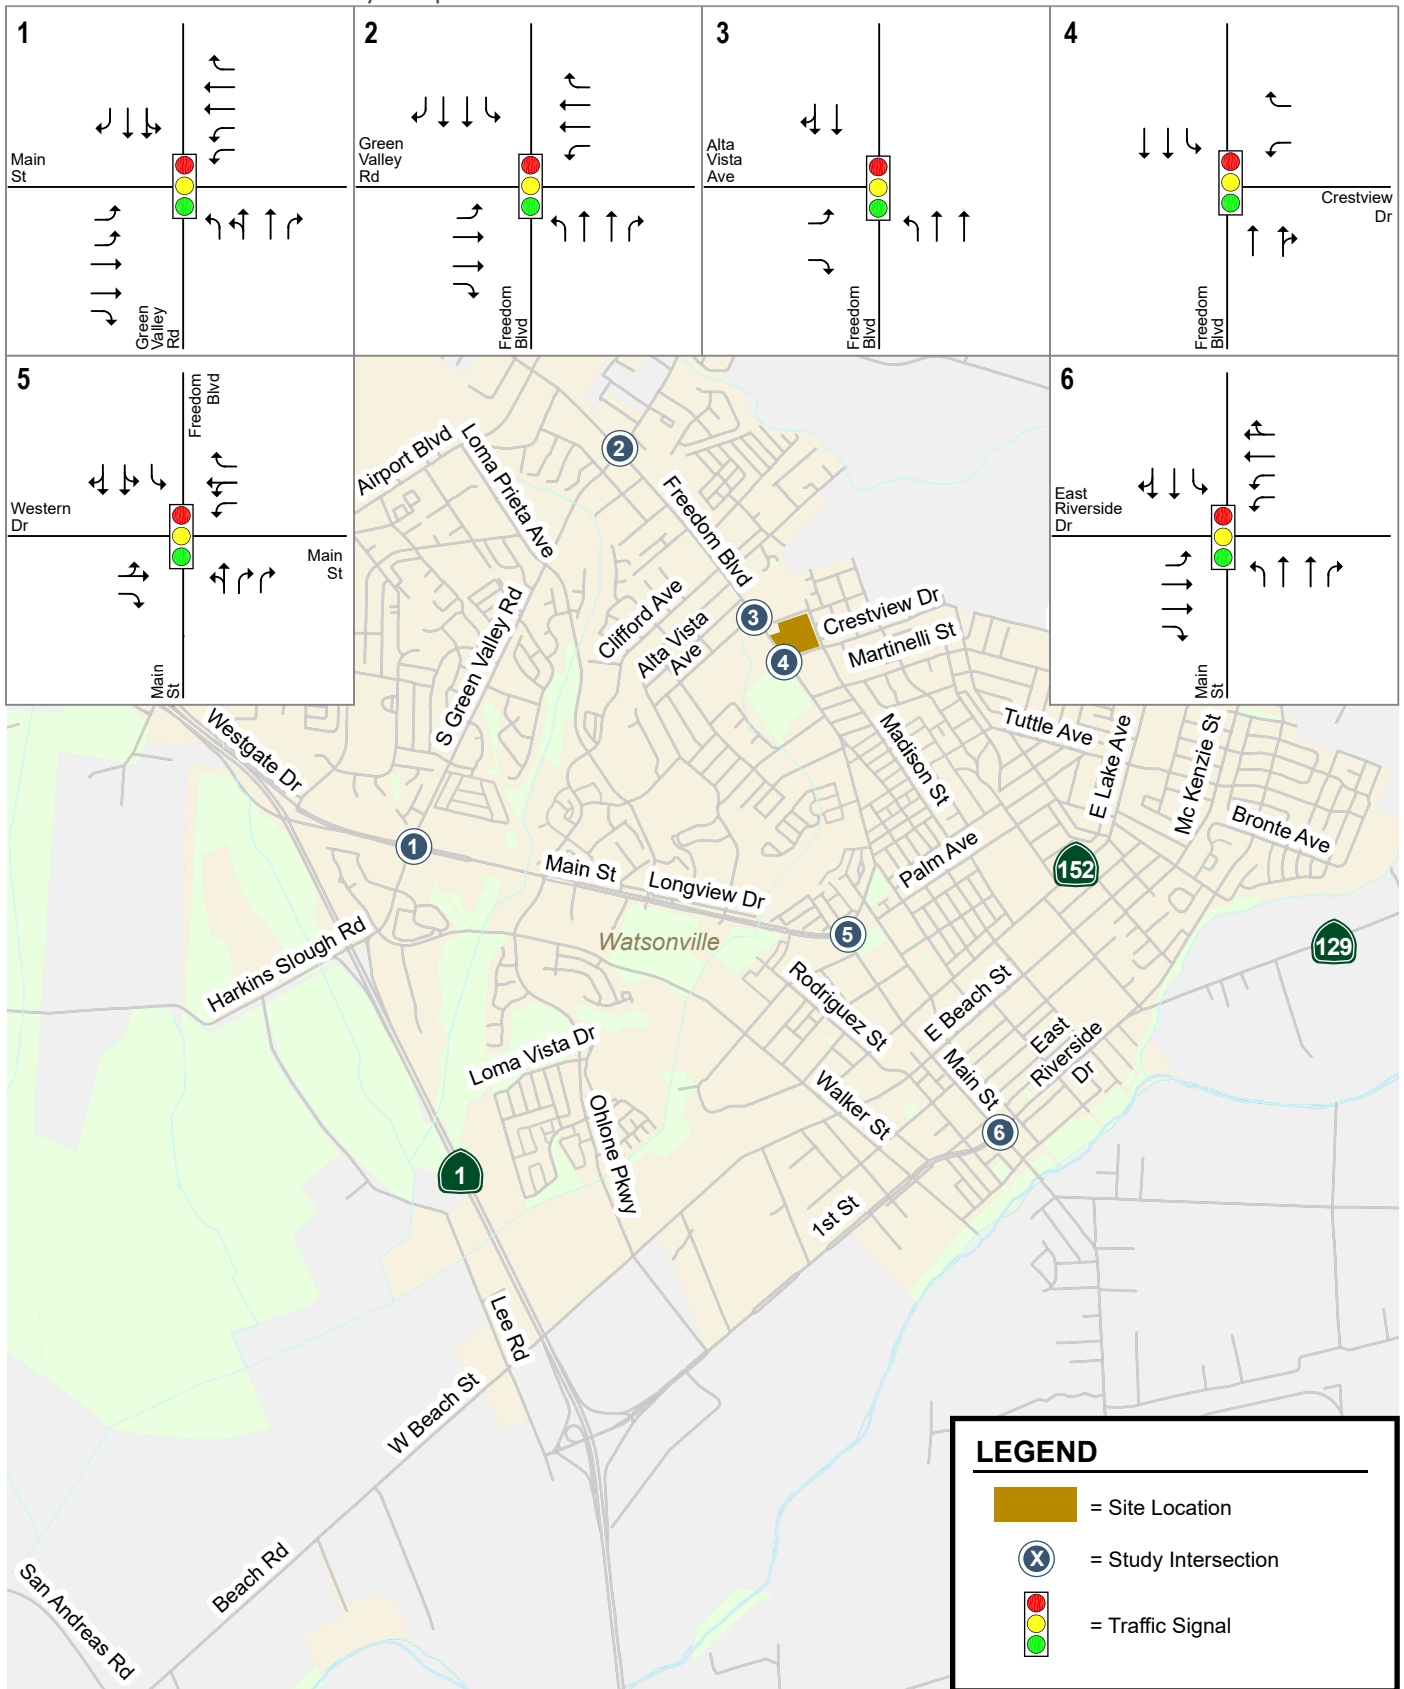 1
Main
St
Green
Valley
Rd
2
Green
Valley
Rd
Freedom
Blvd
3
Alta
Vista
Ave
Freedom
Blvd
4
Crestview
Dr
Freedom
Blvd
5
Freedom
Blvd
Western
Dr
Main
St
Main
St
6
East
Riverside
Dr
Main
St
2
Airport Blvd
Loma Prieta Ave
Freedom Blvd
Clifford Ave
S Green Valley Rd
3
Crestview Dr
Alta Vista
Ave
4
Martinelli St
Westgate Dr
Madison St
Tuttle Ave
E Lake Ave
Mc Kenzie St
Bronte Ave
1
Main St
Longview Dr
Palm Ave
152
Watsonville
5
129
Harkins Slough Rd
Rodriguez St
E Beach St
East
Riverside
Dr
Loma Vista Dr
Main St
Walker St
Ohlone Pkwy
6
1
1st St
Lee Rd
W Beach St
Beach Rd
San Andreas Rd
LEGEND
= Site Location
X
= Study Intersection
= Traffic Signal